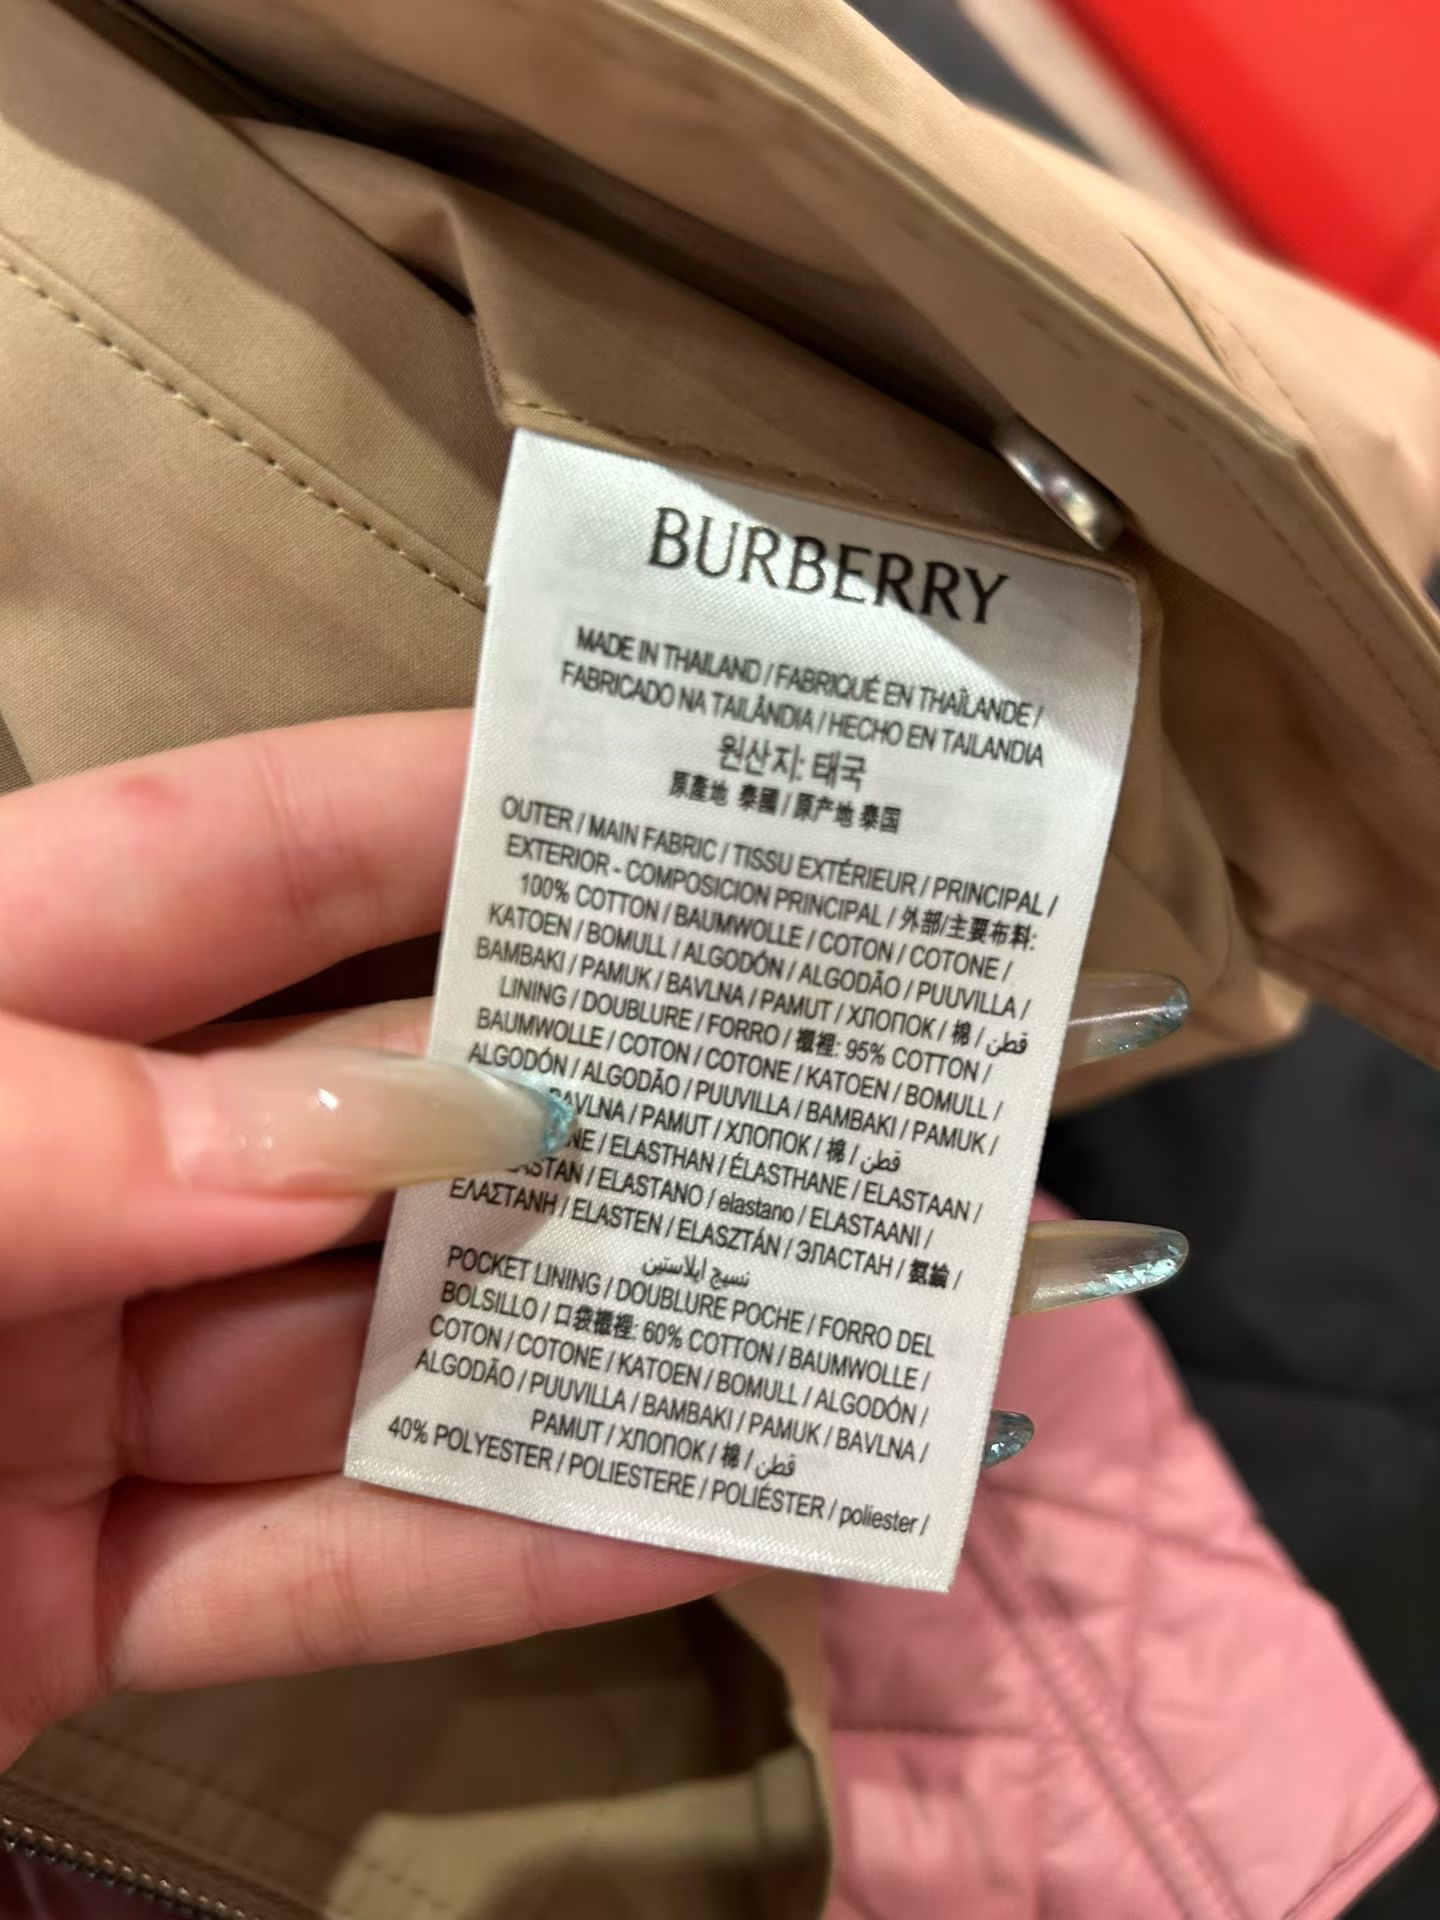 BURBERRY
MADE IN THAILAND / FABRIQUÉ EN THAÏLANDE /
FABRICADO NA TAILÂNDIA / HECHO EN TAILANDIA
원산지: 태국
原產地 泰國 / 原产地 泰国
OUTER / MAIN FABRIC / TISSU EXTÉRIEUR / PRINCIPAL /
EXTERIOR - COMPOSICION PRINCIPAL / 外部/主要布料:
100% COTTON / BAUMWOLLE / COTON / COTONE /
KATOEN / BOMULL / ALGODÓN / ALGODÃO / PUUVILLA /
BAMBAKI / PAMUK / BAVLNA / PAMUT / ХЛОПОК / 棉 / قطن
LINING / DOUBLURE / FORRO / 襯裡: 95% COTTON /
BAUMWOLLE / COTON / COTONE / KATOEN / BOMULL /
ALGODÓN / ALGODÃO / PUUVILLA / BAMBAKI / PAMUK /
BAVLNA / PAMUT / ХЛОПОК / 棉 / قطن
/ ELASTHAN / ÉLASTHANE / ELASTAAN /
/ ELASTANO / elastano / ELASTAANI /
ΕΛΑΣΤΑΝΗ / ELASTEN / ELASZTÁN / ЭЛАСТАН / 氨綸 /
نسيج إيلاستين
POCKET LINING / DOUBLURE POCHE / FORRO DEL
BOLSILLO / 口袋襯裡: 60% COTTON / BAUMWOLLE /
COTON / COTONE / KATOEN / BOMULL / ALGODÓN /
ALGODÃO / PUUVILLA / BAMBAKI / PAMUK / BAVLNA /
PAMUT / ХЛОПОК / 棉 / قطن
40% POLYESTER / POLIESTERE / POLIÉSTER / poliester /